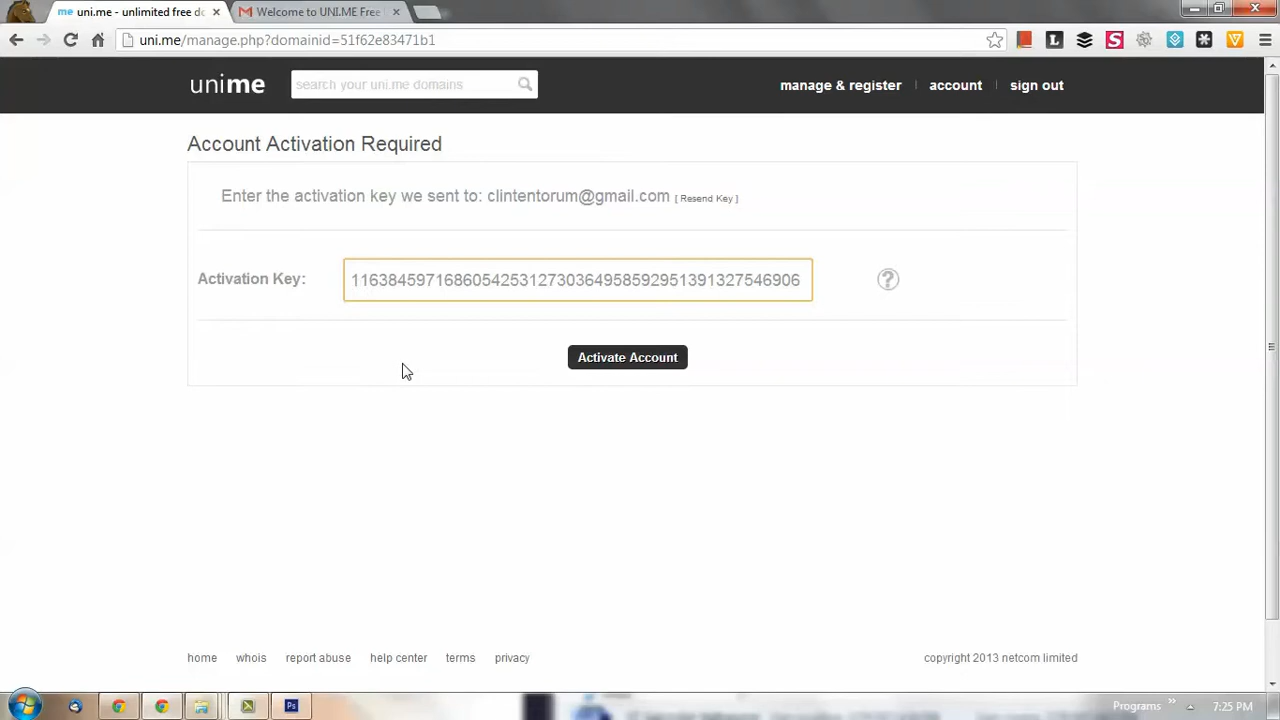 uni.me - unlimited free do
Welcome to UNI.ME Free
uni.me/manage.php?domainid=51f62e83471b1
unime
search your uni.me domains
manage & register
account
sign out
Account Activation Required
Enter the activation key we sent to: clintentorum@gmail.com [ Resend Key ]
Activation Key:
116384597168605425312730364958592951391327546906
?
Activate Account
home
whois
report abuse
help center
terms
privacy
copyright 2013 netcom limited
Programs
7:25 PM